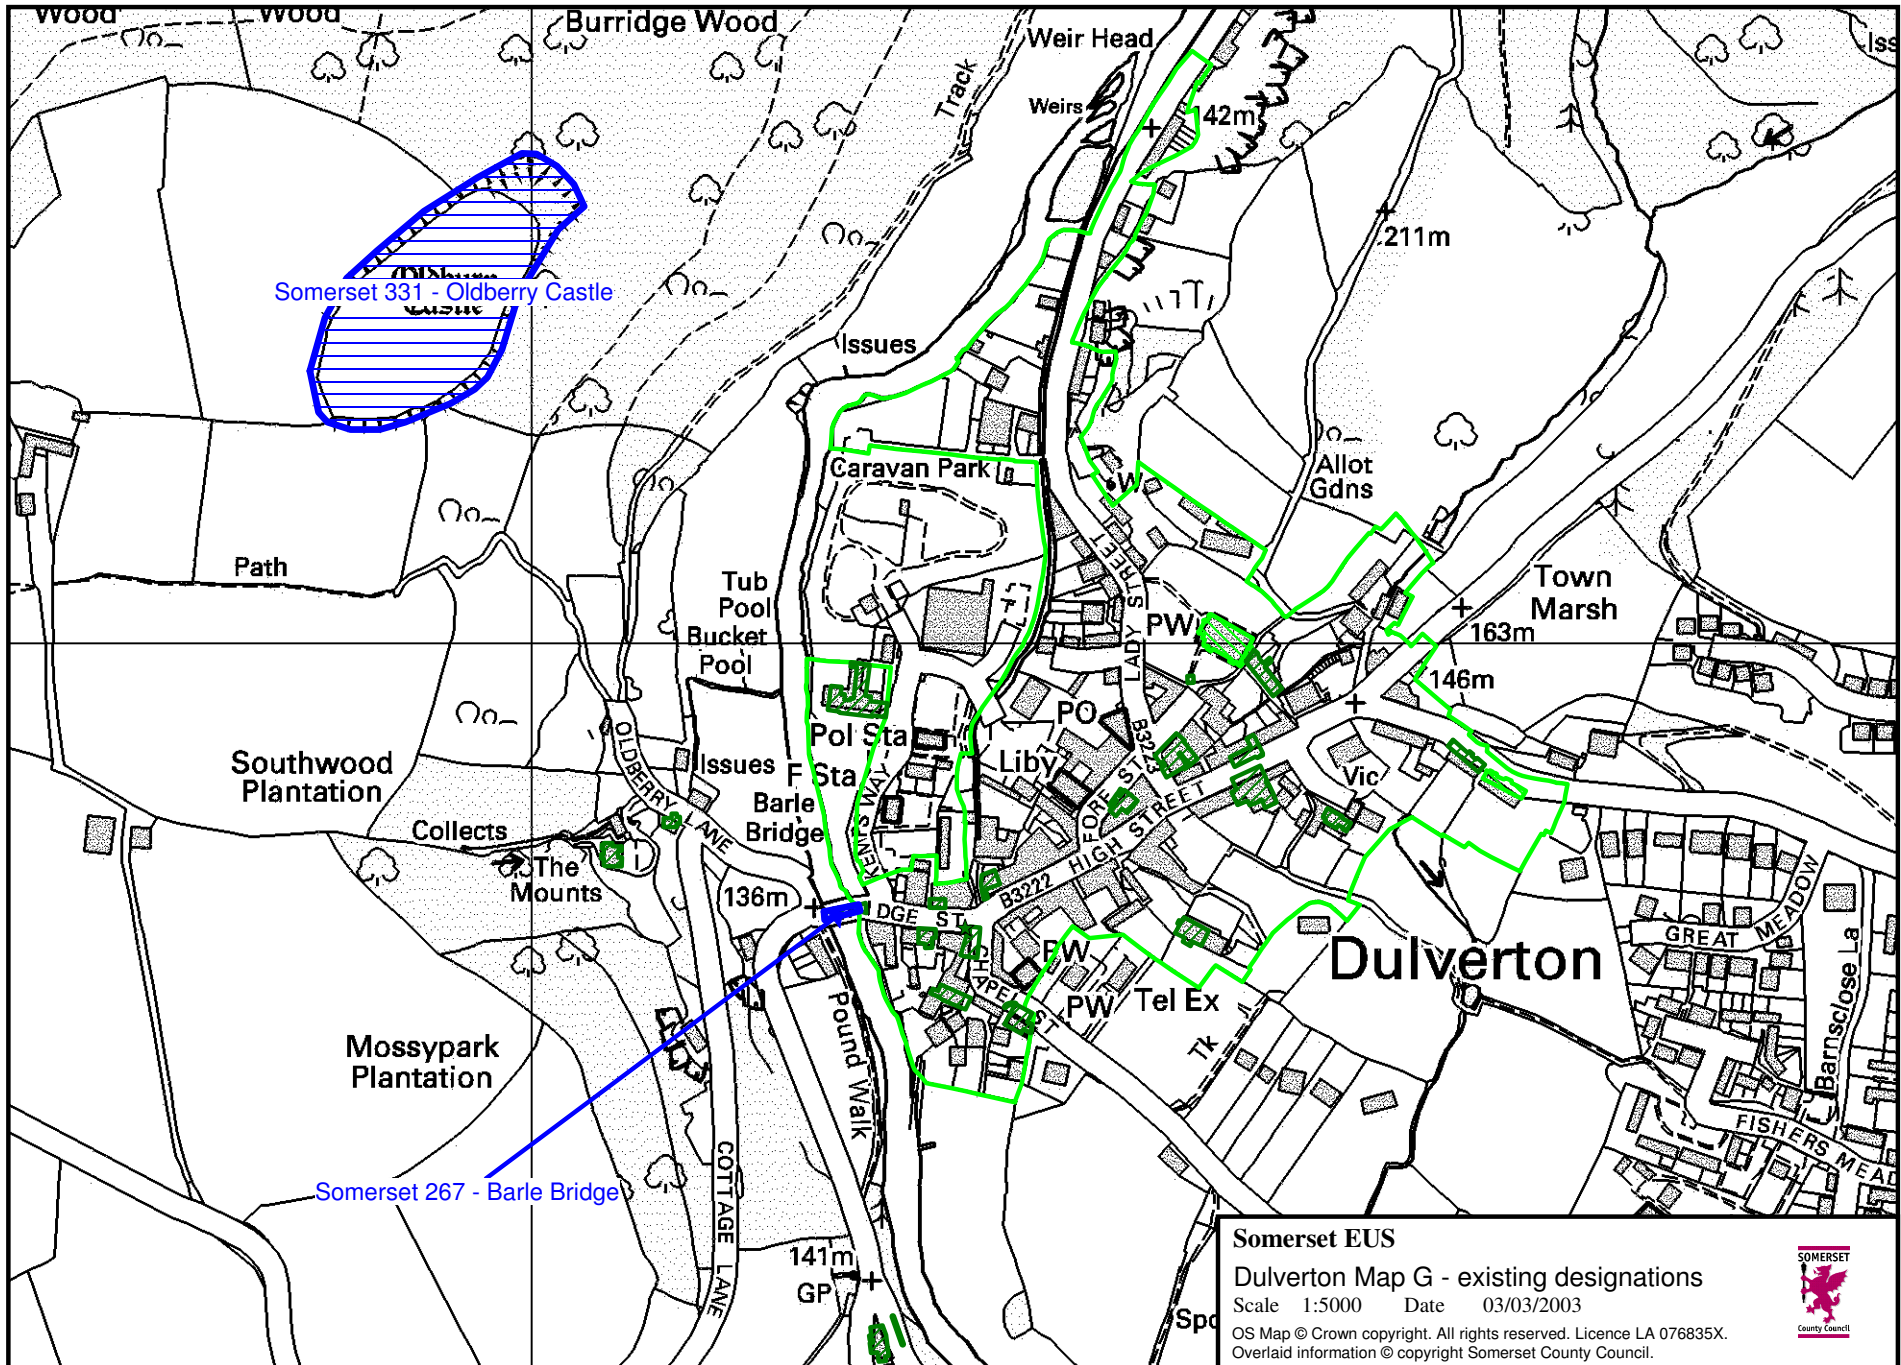 Wood
Wood
Burridge Wood
Weir Head
Iss
Track
Weirs
42m
211m
Somerset 331 - Oldberry Castle
Issues
Caravan Park
W
Allot
Gdns
Path
Town
Marsh
Tub
Pool
Bucket
Pool
LADY STREET
PW
163m
146m
PO
B3223
Pol Sta
Liby
Vic
Southwood
Plantation
OLDBERRY LANE
Issues
F Sta
KEMPS WAY
Barle
Bridge
FORE ST
B3222 HIGH STREET
Collects
The
Mounts
136m
DGE ST
GREAT MEADOW
Dulverton
PW
PW
Tel Ex
Barnsclose La
Pound Walk
Tk
Mossypark
Plantation
FISHERS MEAD
COTTAGE LANE
Somerset 267 - Barle Bridge
141m
GP
Spo
Somerset EUS
Dulverton Map G - existing designations
Scale 1:5000 Date 03/03/2003
OS Map © Crown copyright. All rights reserved. Licence LA 076835X.
Overlaid information © copyright Somerset County Council.
SOMERSET
County Council